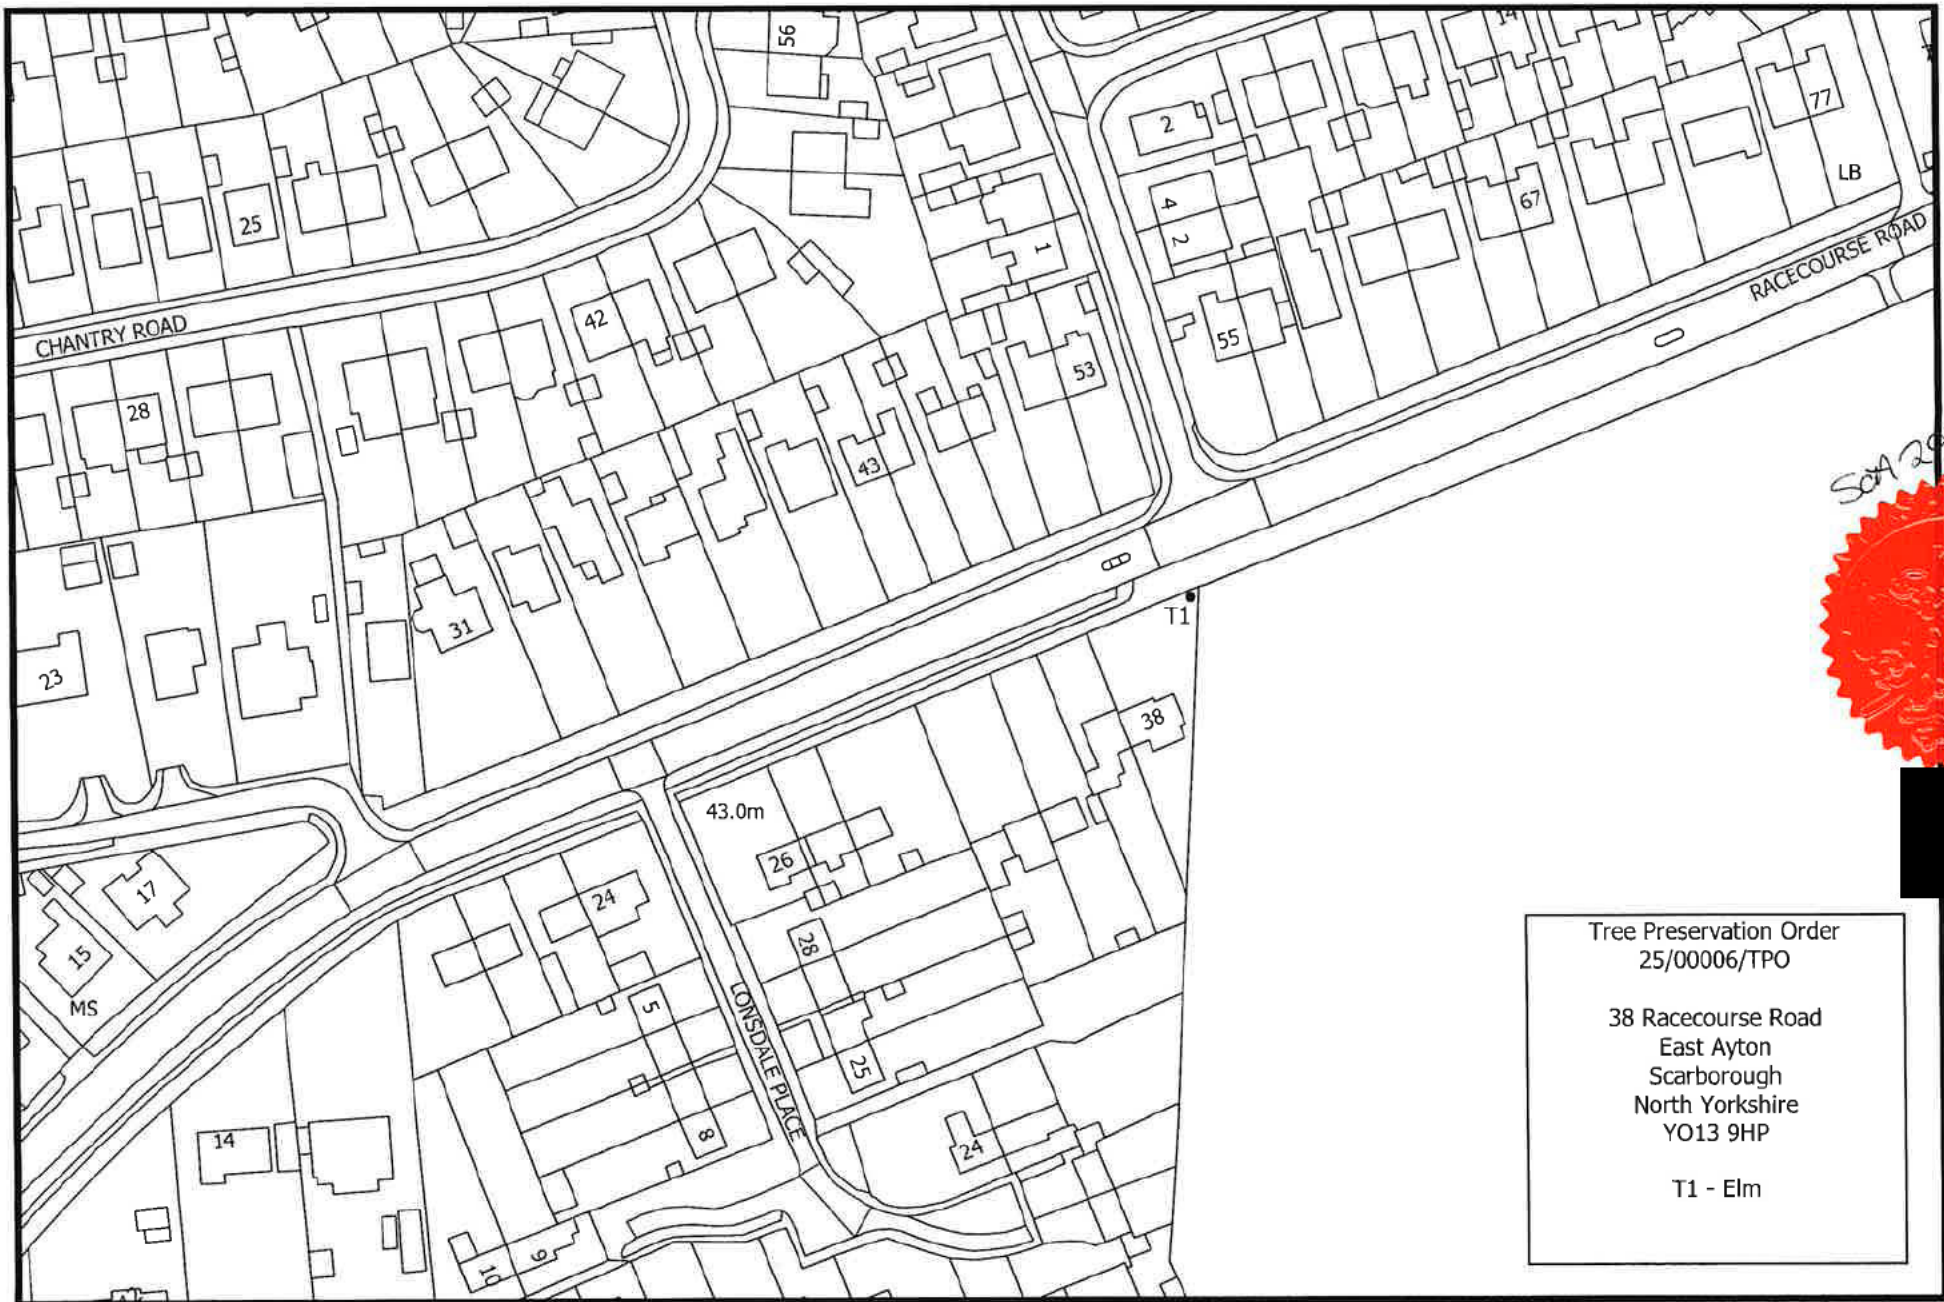 56
14
77
2
25
LB
4
67
2
1
RACECOURSE ROAD
42
CHANTRY ROAD
55
53
28
43
T1
31
23
38
43.0m
26
17
24
28
15
MS
5
LONSDALE PLACE
25
14
8
24
9
10
Tree Preservation Order
25/00006/TPO
38 Racecourse Road
East Ayton
Scarborough
North Yorkshire
YO13 9HP
T1 - Elm